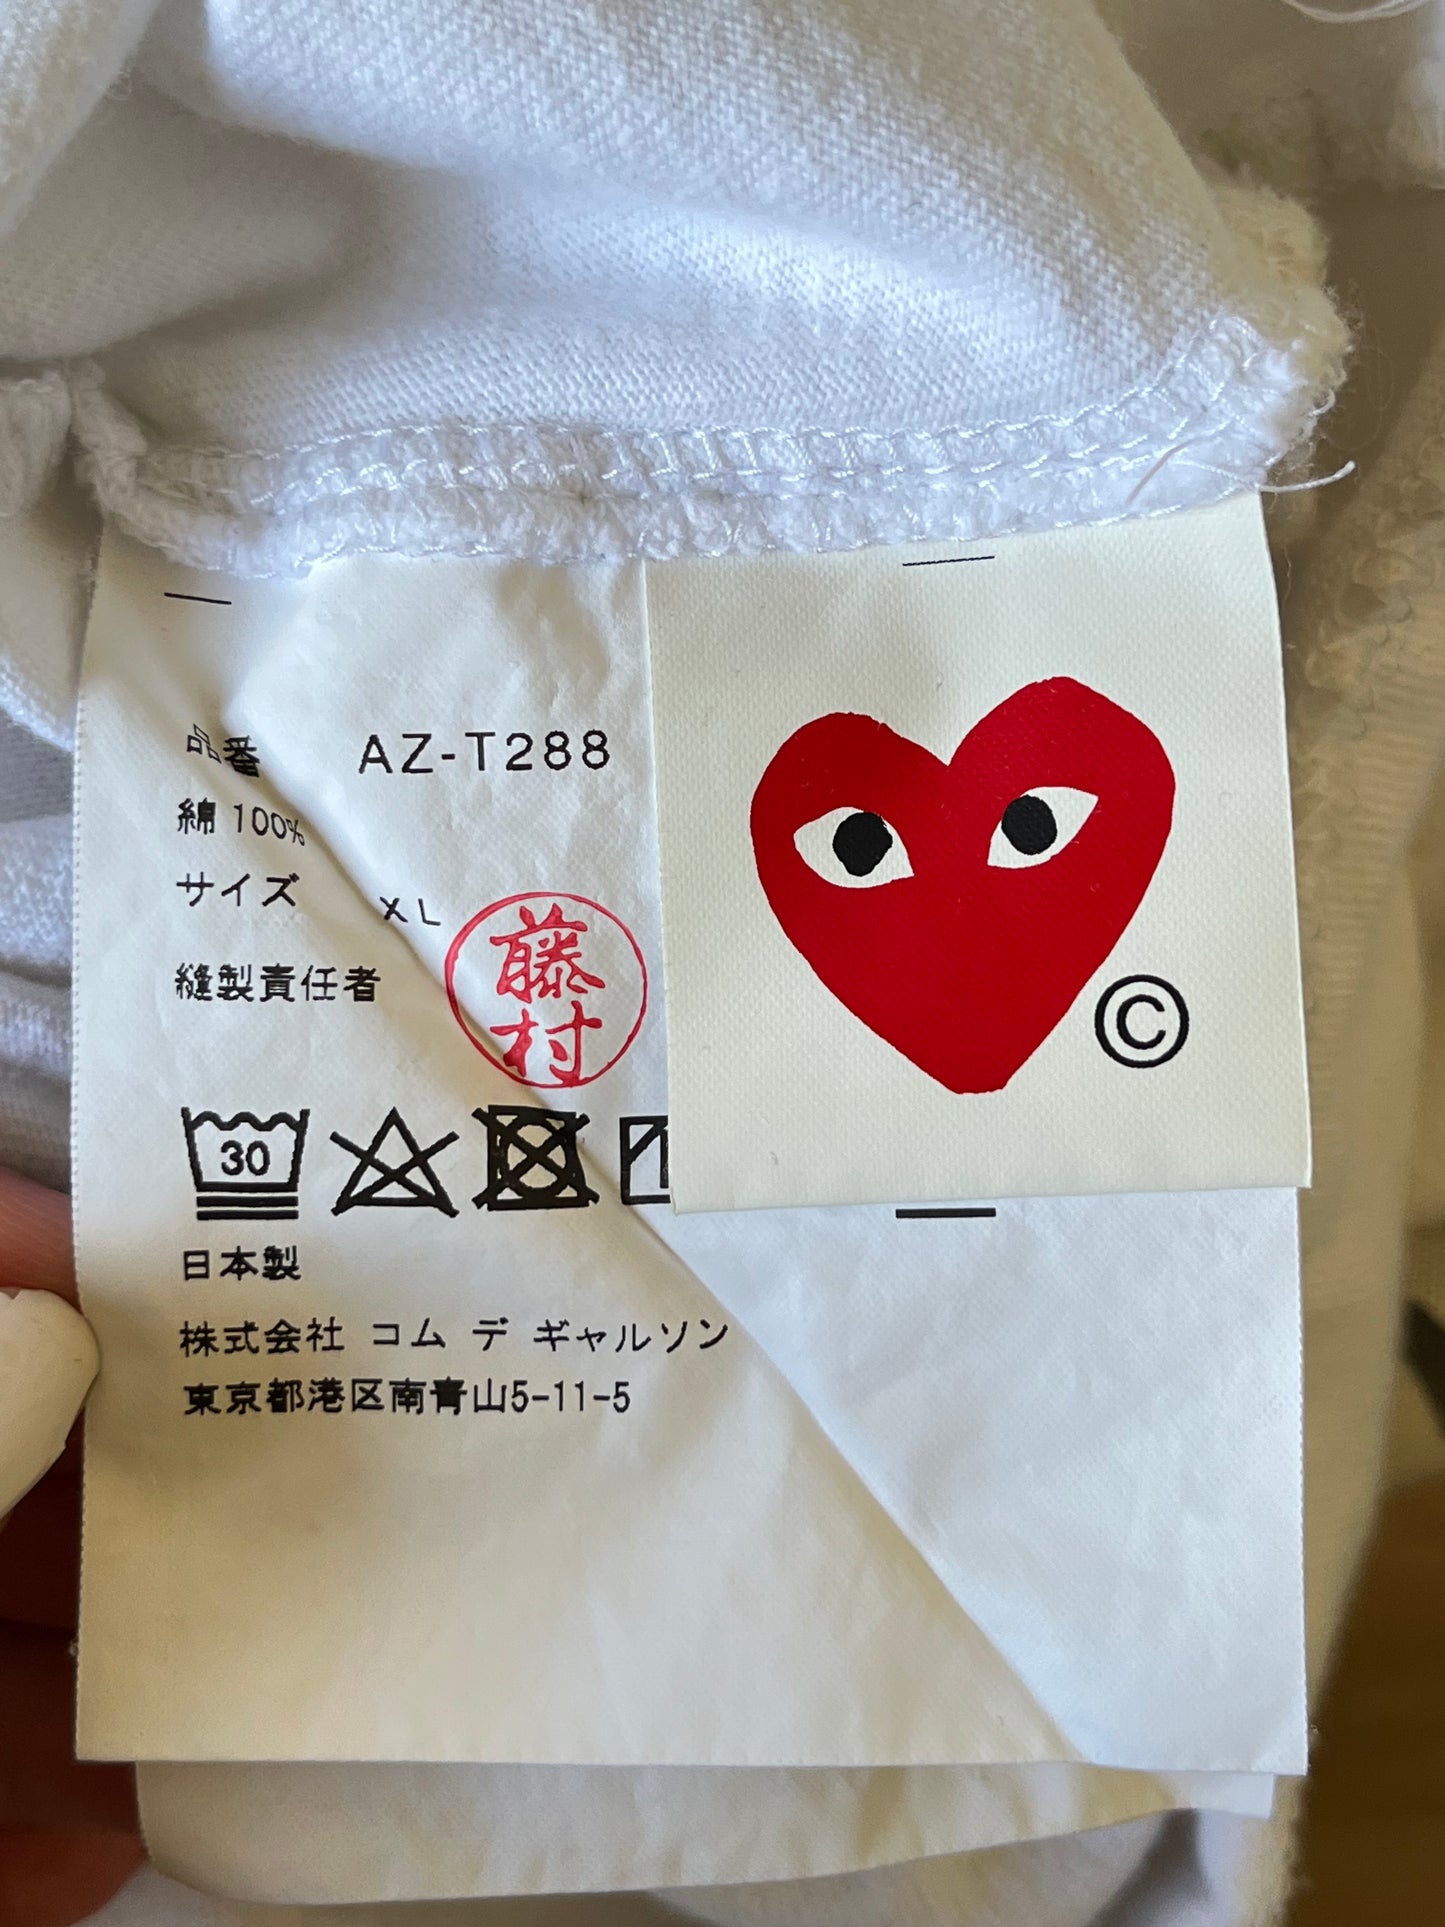 品番 AZ-T288
綿 100%
サイズ XL
縫製責任者 藤村
30
日本製
株式会社 コム デ ギャルソン
東京都港区南青山5-11-5
©